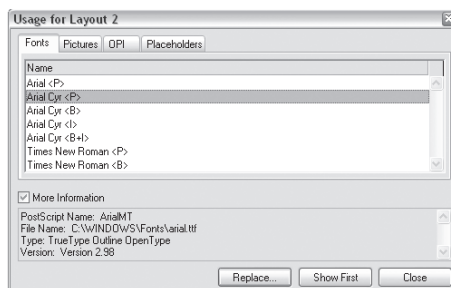 Usage for Layout 2
Fonts Pictures OPI Placeholders
Name
Arial <P>
Arial Cyr <P>
Arial Cyr <B>
Arial Cyr <I>
Arial Cyr <B+I>
Times New Roman <P>
Times New Roman <B>
More Information
PostScript Name: ArialMT
File Name: C:\WINDOWS\Fonts\arial.ttf
Type: TrueType Outline OpenType
Version: Version 2.98
Replace... Show First Close